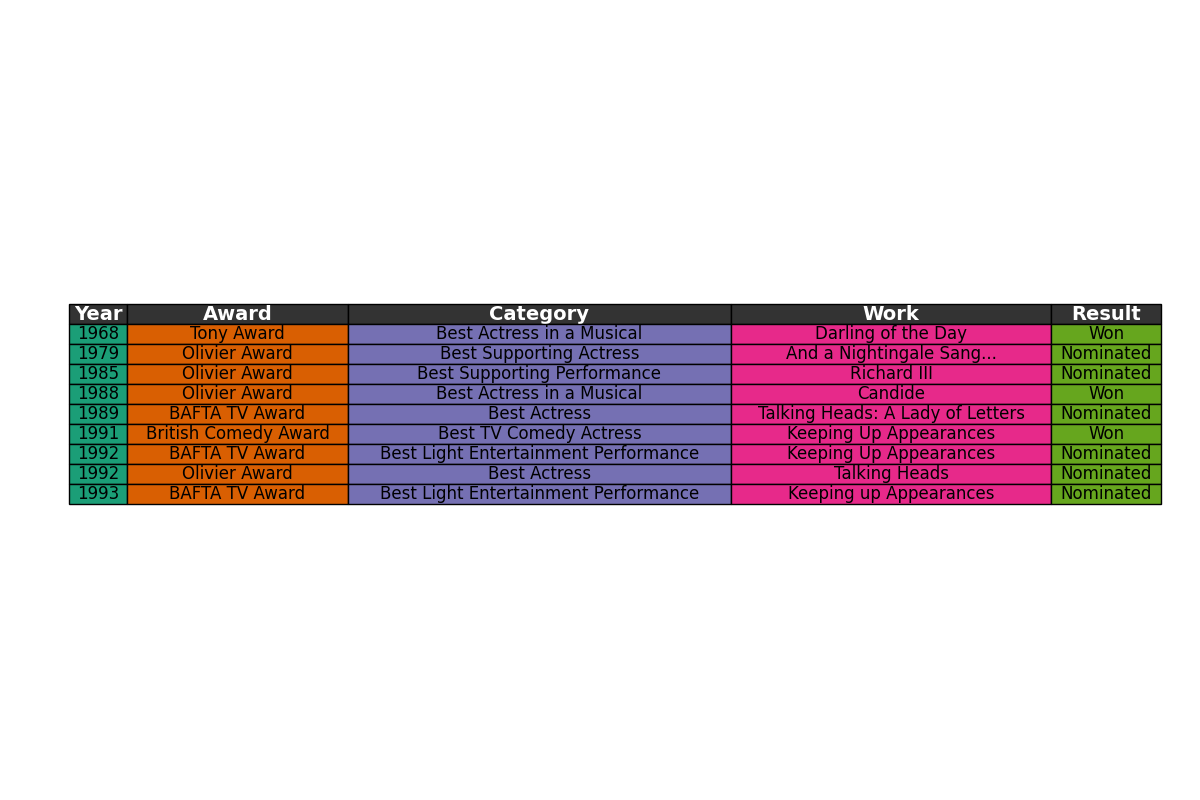 Year Award Category Work Result
1968 Tony Award Best Actress in a Musical Darling of the Day Won
1979 Olivier Award Best Supporting Actress And a Nightingale Sang... Nominated
1985 Olivier Award Best Supporting Performance Richard III Nominated
1988 Olivier Award Best Actress in a Musical Candide Won
1989 BAFTA TV Award Best Actress Talking Heads: A Lady of Letters Nominated
1991 British Comedy Award Best TV Comedy Actress Keeping Up Appearances Won
1992 BAFTA TV Award Best Light Entertainment Performance Keeping Up Appearances Nominated
1992 Olivier Award Best Actress Talking Heads Nominated
1993 BAFTA TV Award Best Light Entertainment Performance Keeping up Appearances Nominated